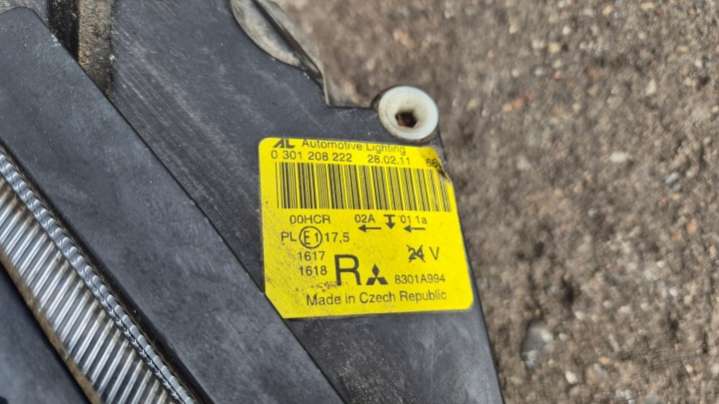 AL Automotive Lighting
0 301 208 222 28.02.11
00HCR 02A 01 1a
PL E1 17.5
24 V
1617
1618
R 8301A994
Made in Czech Republic